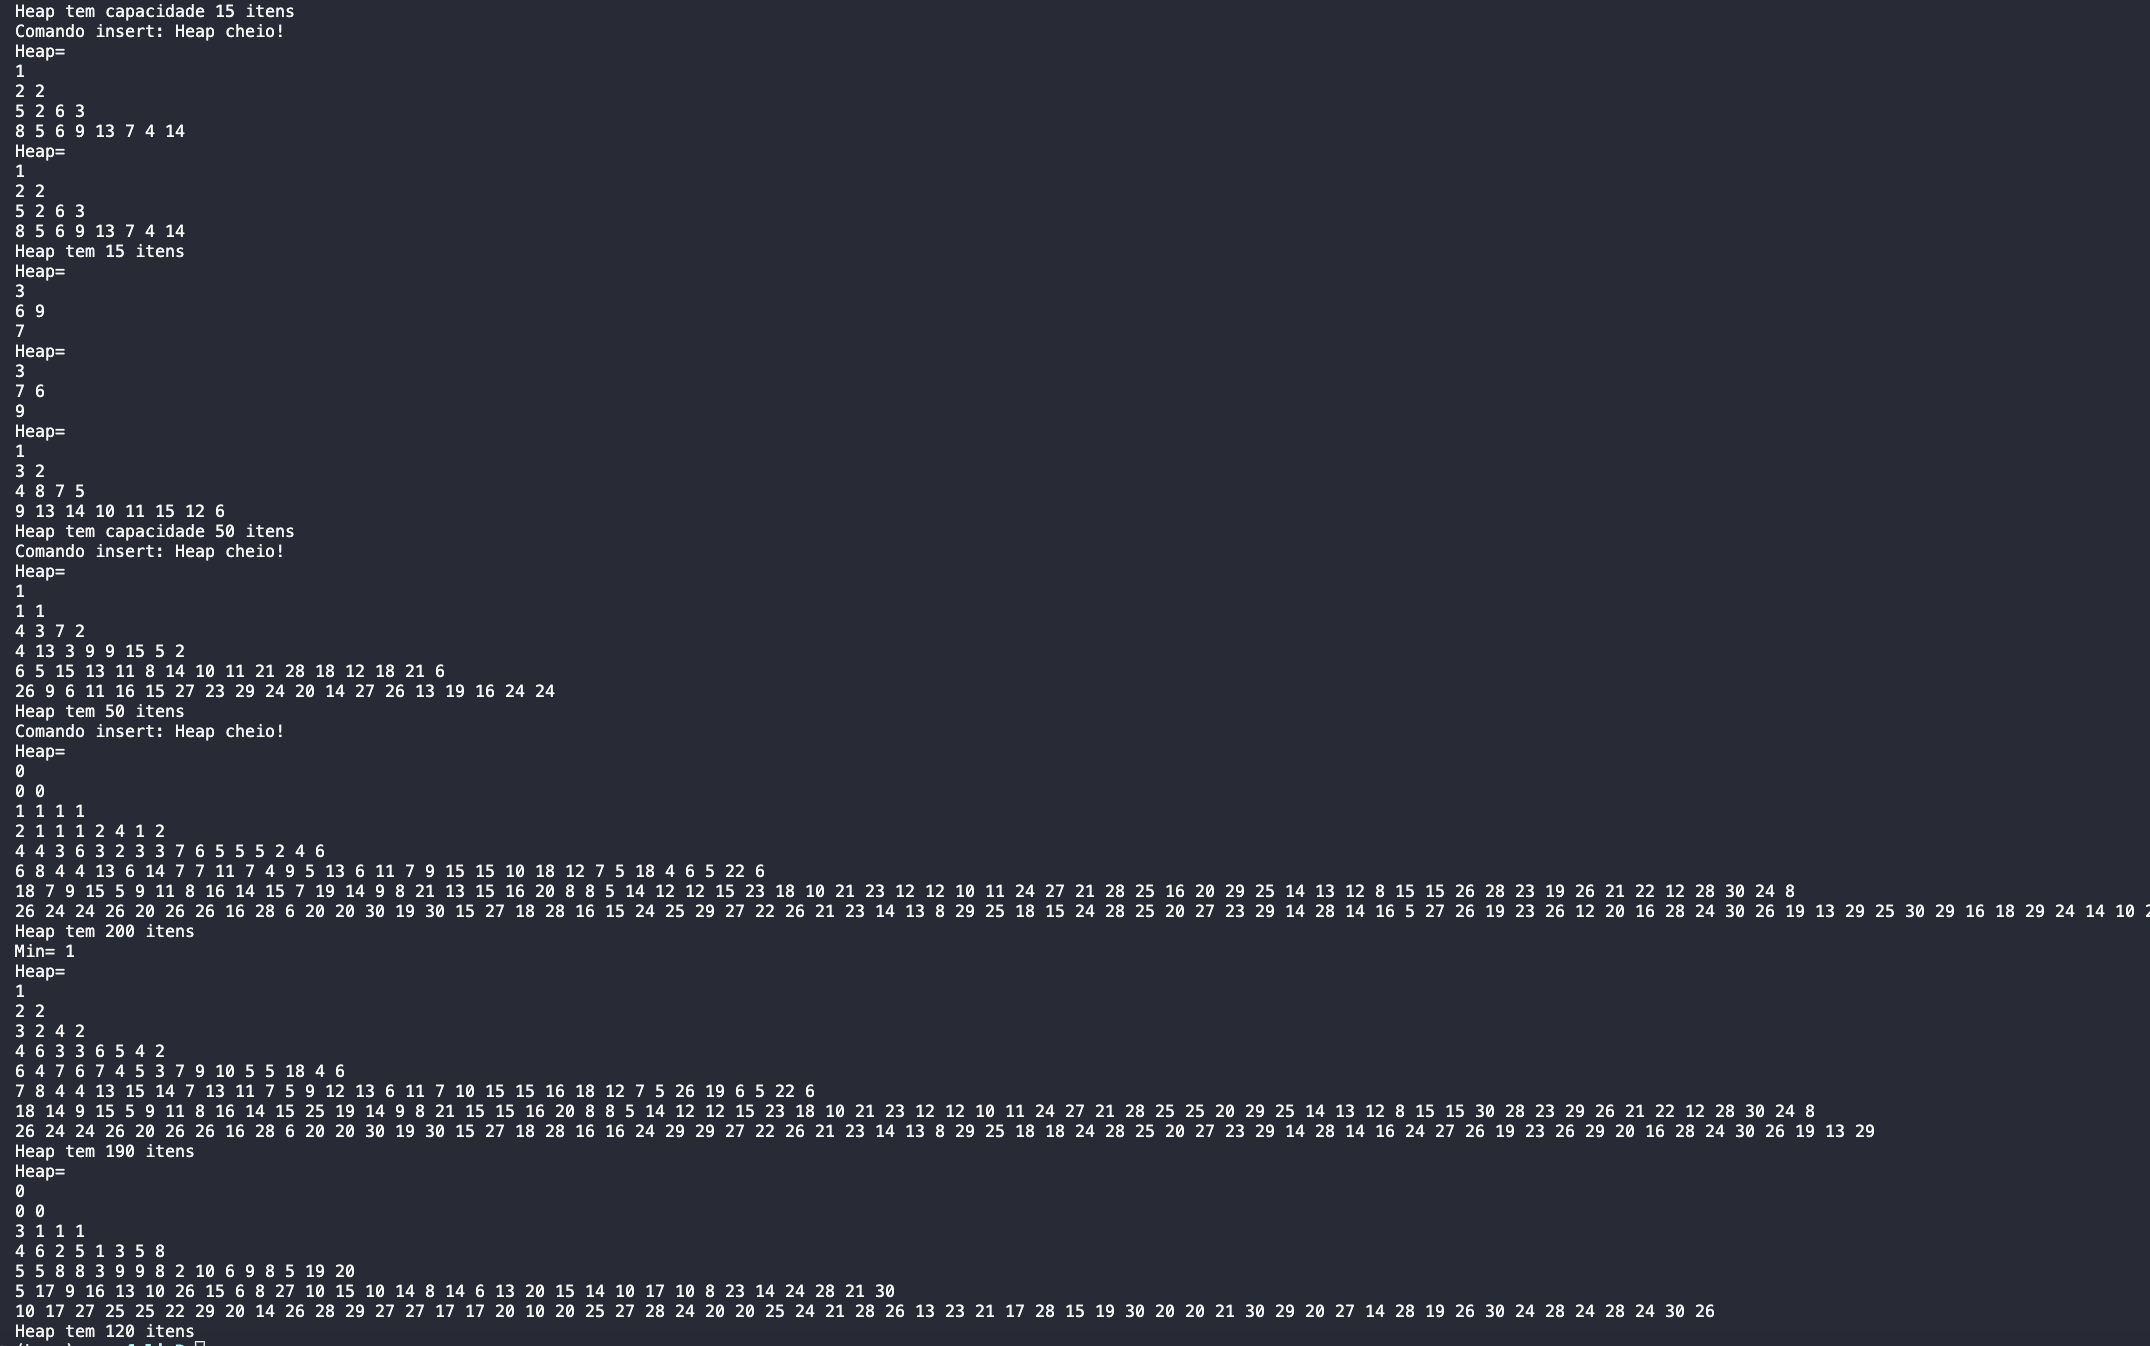 Heap tem capacidade 15 itens
Comando insert: Heap cheio!
Heap=
1
2 2
5 2 6 3
8 5 6 9 13 7 4 14
Heap=
1
2 2
5 2 6 3
8 5 6 9 13 7 4 14
Heap tem 15 itens
Heap=
3
6 9
7
Heap=
3
7 6
9
Heap=
1
3 2
4 8 7 5
9 13 14 10 11 15 12 6
Heap tem capacidade 50 itens
Comando insert: Heap cheio!
Heap=
1
1 1
4 3 7 2
4 13 3 9 9 15 5 2
6 5 15 13 11 8 14 10 11 21 28 18 12 18 21 6
26 9 6 11 16 15 27 23 29 24 20 14 27 26 13 19 16 24 24
Heap tem 50 itens
Comando insert: Heap cheio!
Heap=
0
0 0
1 1 1 1
2 1 1 1 2 4 1 2
4 4 3 6 3 2 3 3 7 6 5 5 5 2 4 6
6 8 4 4 13 6 14 7 7 11 7 4 9 5 13 6 11 7 9 15 15 10 18 12 7 5 18 4 6 5 22 6
18 7 9 15 5 9 11 8 16 14 15 7 19 14 9 8 21 13 15 16 20 8 8 5 14 12 12 15 23 18 10 21 23 12 12 10 11 24 27 21 28 25 16 20 29 25 14 13 12 8 15 15 26 28 23 19 26 21 22 12 28 30 24 8
26 24 24 26 20 26 26 16 28 6 20 20 30 19 30 15 27 18 28 16 15 24 25 29 27 22 26 21 23 14 13 8 29 25 18 15 24 28 25 20 27 23 29 14 28 14 16 5 27 26 19 23 26 12 20 16 28 24 30 26 19 13 29 25 30 29 16 18 29 24 14 10
Heap tem 200 itens
Min= 1
Heap=
1
2 2
3 2 4 2
4 6 3 3 6 5 4 2
6 4 7 6 7 4 5 3 7 9 10 5 5 18 4 6
7 8 4 4 13 15 14 7 13 11 7 5 9 12 13 6 11 7 10 15 15 16 18 12 7 5 26 19 6 5 22 6
18 14 9 15 5 9 11 8 16 14 15 25 19 14 9 8 21 15 15 16 20 8 8 5 14 12 12 15 23 18 10 21 23 12 12 10 11 24 27 21 28 25 25 20 29 25 14 13 12 8 15 15 30 28 23 29 26 21 22 12 28 30 24 8
26 24 24 26 20 26 26 16 28 6 20 20 30 19 30 15 27 18 28 16 16 24 29 29 27 22 26 21 23 14 13 8 29 25 18 18 24 28 25 20 27 23 29 14 28 14 16 24 27 26 19 23 26 29 20 16 28 24 30 26 19 13 29
Heap tem 190 itens
Heap=
0
0 0
3 1 1 1
4 6 2 5 1 3 5 8
5 5 8 8 3 9 9 8 2 10 6 9 8 5 19 20
5 17 9 16 13 10 26 15 6 8 27 10 15 10 14 8 14 6 13 20 15 14 10 17 10 8 23 14 24 28 21 30
10 17 27 25 25 22 29 20 14 26 28 29 27 27 17 17 20 10 20 25 27 28 24 20 20 25 24 21 28 26 13 23 21 17 28 15 19 30 20 20 21 30 29 20 27 14 28 19 26 30 24 28 24 28 24 30 26
Heap tem 120 itens